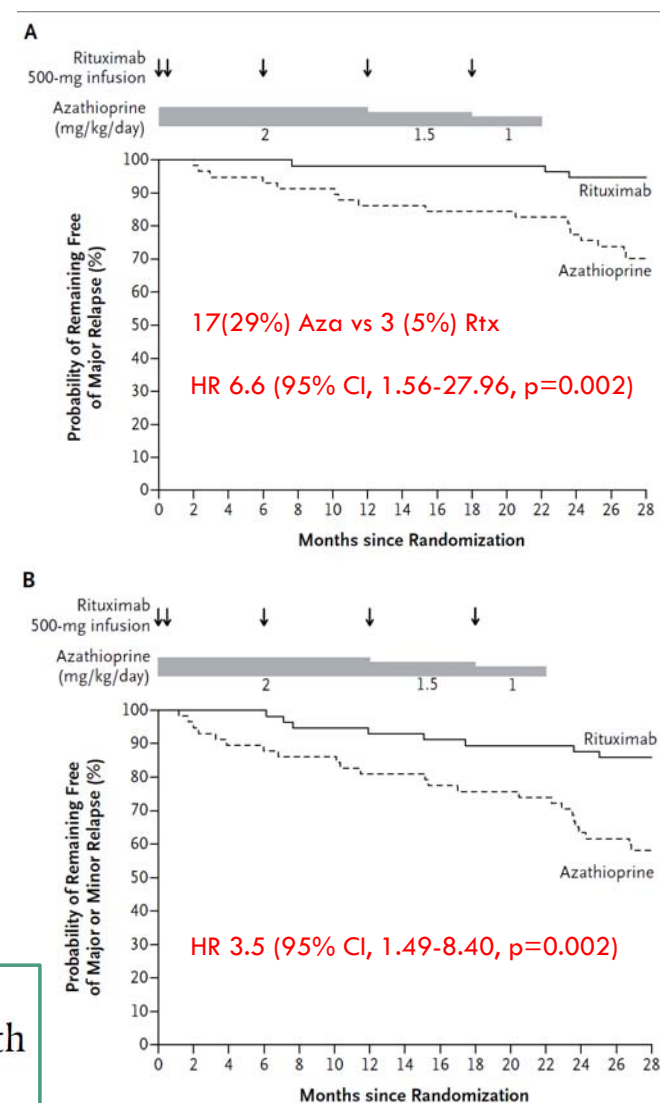 A
Rituximab
500-mg infusion
Azathioprine
(mg/kg/day)
2
1.5
1
100
90
80
70
60
50
40
30
20
10
0
Probability of Remaining Free
of Major Relapse (%)
Rituximab
Azathioprine
17(29%) Aza vs 3 (5%) Rtx
HR 6.6 (95% CI, 1.56-27.96, p=0.002)
0 2 4 6 8 10 12 14 16 18 20 22 24 26 28
Months since Randomization
B
Rituximab
500-mg infusion
Azathioprine
(mg/kg/day)
2
1.5
1
100
90
80
70
60
50
40
30
20
10
0
Probability of Remaining Free
of Major or Minor Relapse (%)
Rituximab
Azathioprine
HR 3.5 (95% CI, 1.49-8.40, p=0.002)
0 2 4 6 8 10 12 14 16 18 20 22 24 26 28
Months since Randomization